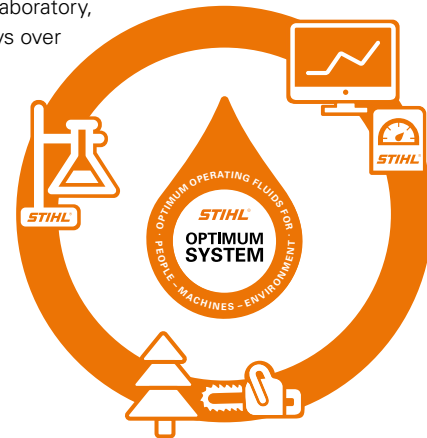 aboratory,
ys over
STIHL
STIHL
· OPTIMUM OPERATING FLUIDS FOR ·
STIHL
OPTIMUM
SYSTEM
PEOPLE – MACHINES – ENVIRONMENT